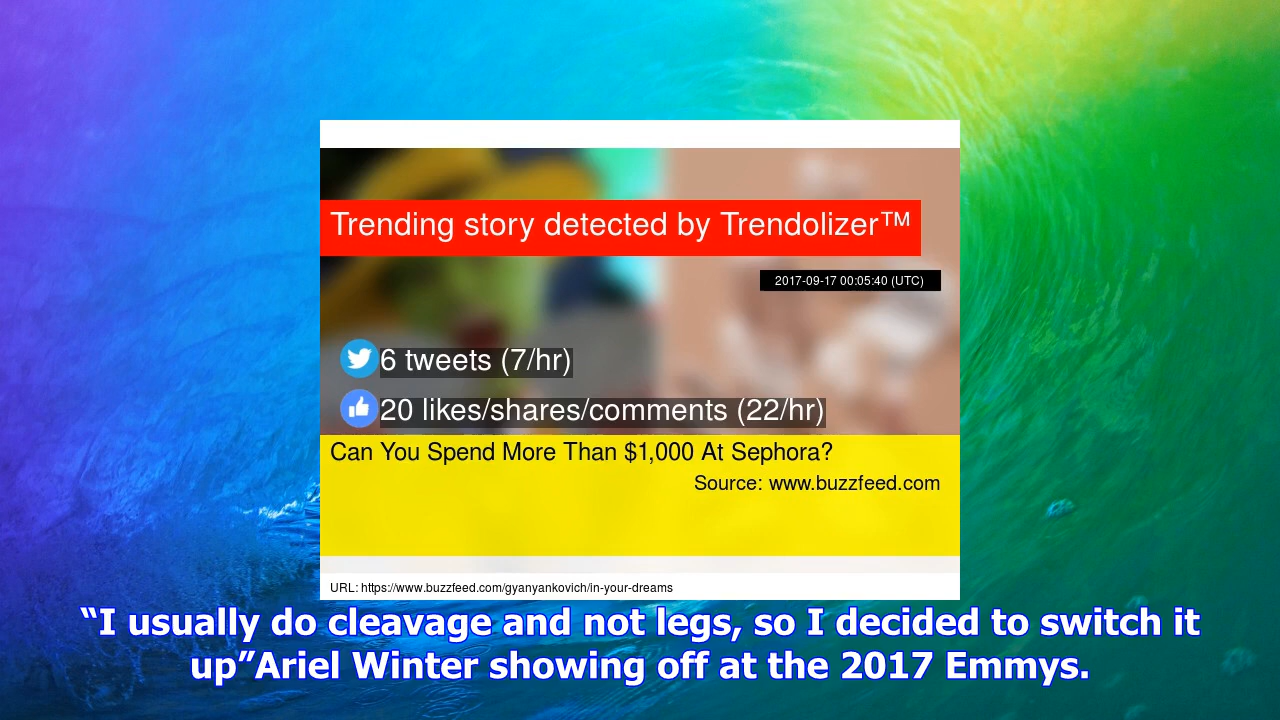 Trending story detected by Trendolizer™
2017-09-17 00:05:40 (UTC)
6 tweets (7/hr)
20 likes/shares/comments (22/hr)
Can You Spend More Than $1,000 At Sephora?
Source: www.buzzfeed.com
URL: https://www.buzzfeed.com/gyanyankovich/in-your-dreams
“I usually do cleavage and not legs, so I decided to switch it
up”Ariel Winter showing off at the 2017 Emmys.